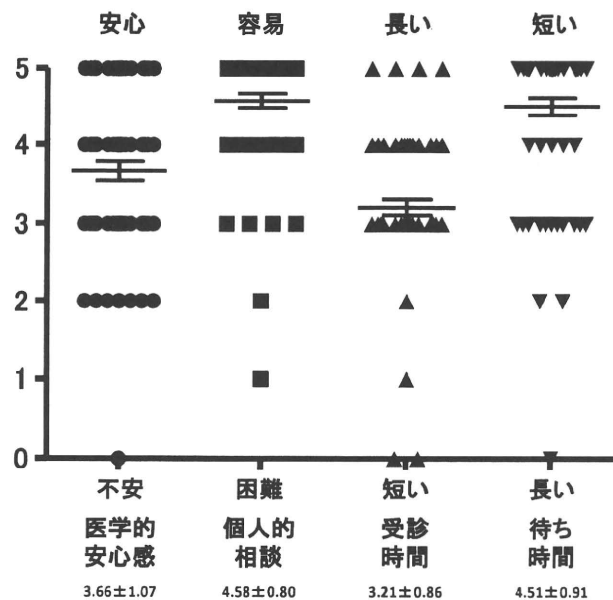 安心 容易 長い 短い
5
4
3
2
1
0
不安 困難 短い 長い
医学的 個人的 受診 待ち
安心感 相談 時間 時間
3.66±1.07 4.58±0.80 3.21±0.86 4.51±0.91